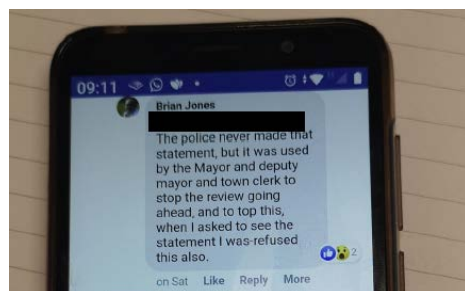 09:11
Brian Jones
The police never made that
statement, but it was used
by the Mayor and deputy
mayor and town clerk to
stop the review going
ahead, and to top this,
when I asked to see the
statement I was refused
this also.
2
on Sat Like Reply More